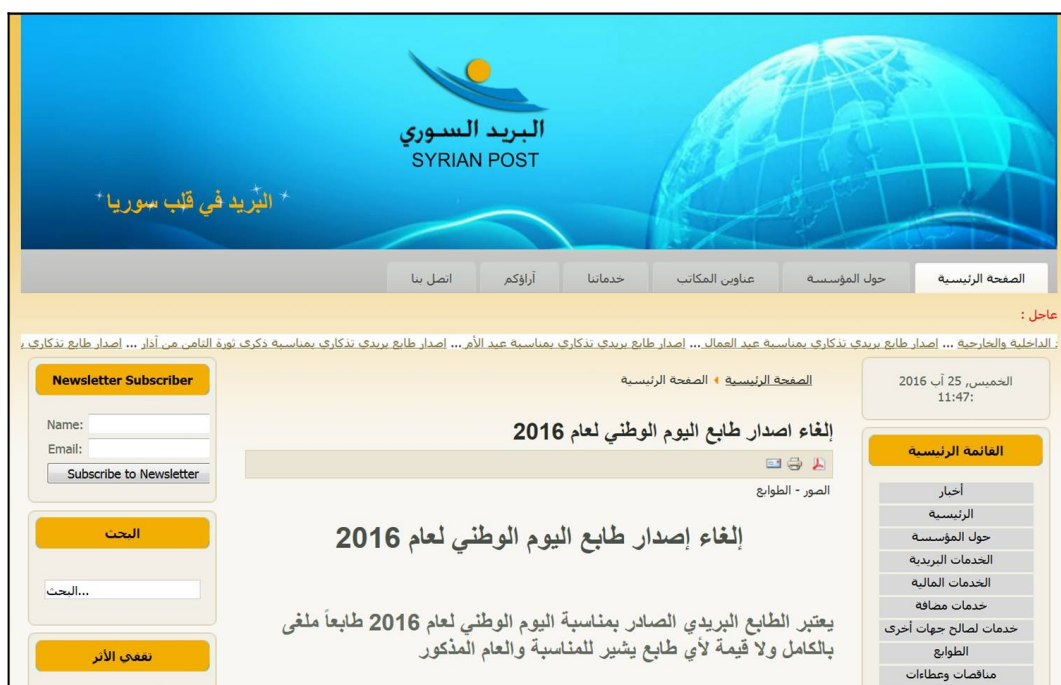 البريد السوري
SYRIAN POST
البريد في قلب سوريا
الصفحة الرئيسية
حول المؤسسة
عناوين المكاتب
خدماتنا
آراؤكم
اتصل بنا
عاجل :
الداخلية والخارجية ... إصدار طابع بريدي تذكاري بمناسبة عيد العمال ... إصدار طابع بريدي تذكاري بمناسبة عيد الأم ... إصدار طابع بريدي تذكاري بمناسبة ذكرى ثورة الثامن من آذار ... إصدار طابع تذكاري
الخميس, 25 آب 2016
11:47:
القائمة الرئيسية
أخبار
الرئيسية
حول المؤسسة
الخدمات البريدية
الخدمات المالية
خدمات مضافة
خدمات لصالح جهات أخرى
الطوابع
مناقصات وعطاءات
الصفحة الرئيسية الصفحة الرئيسية
إلغاء اصدار طابع اليوم الوطني لعام 2016
الصور - الطوابع
إلغاء إصدار طابع اليوم الوطني لعام 2016
يعتبر الطابع البريدي الصادر بمناسبة اليوم الوطني لعام 2016 طابعاً ملغى
بالكامل ولا قيمة لأي طابع يشير للمناسبة والعام المذكور
Newsletter Subscriber
Name:
Email:
Subscribe to Newsletter
البحث
البحث...
تقفي الأثر